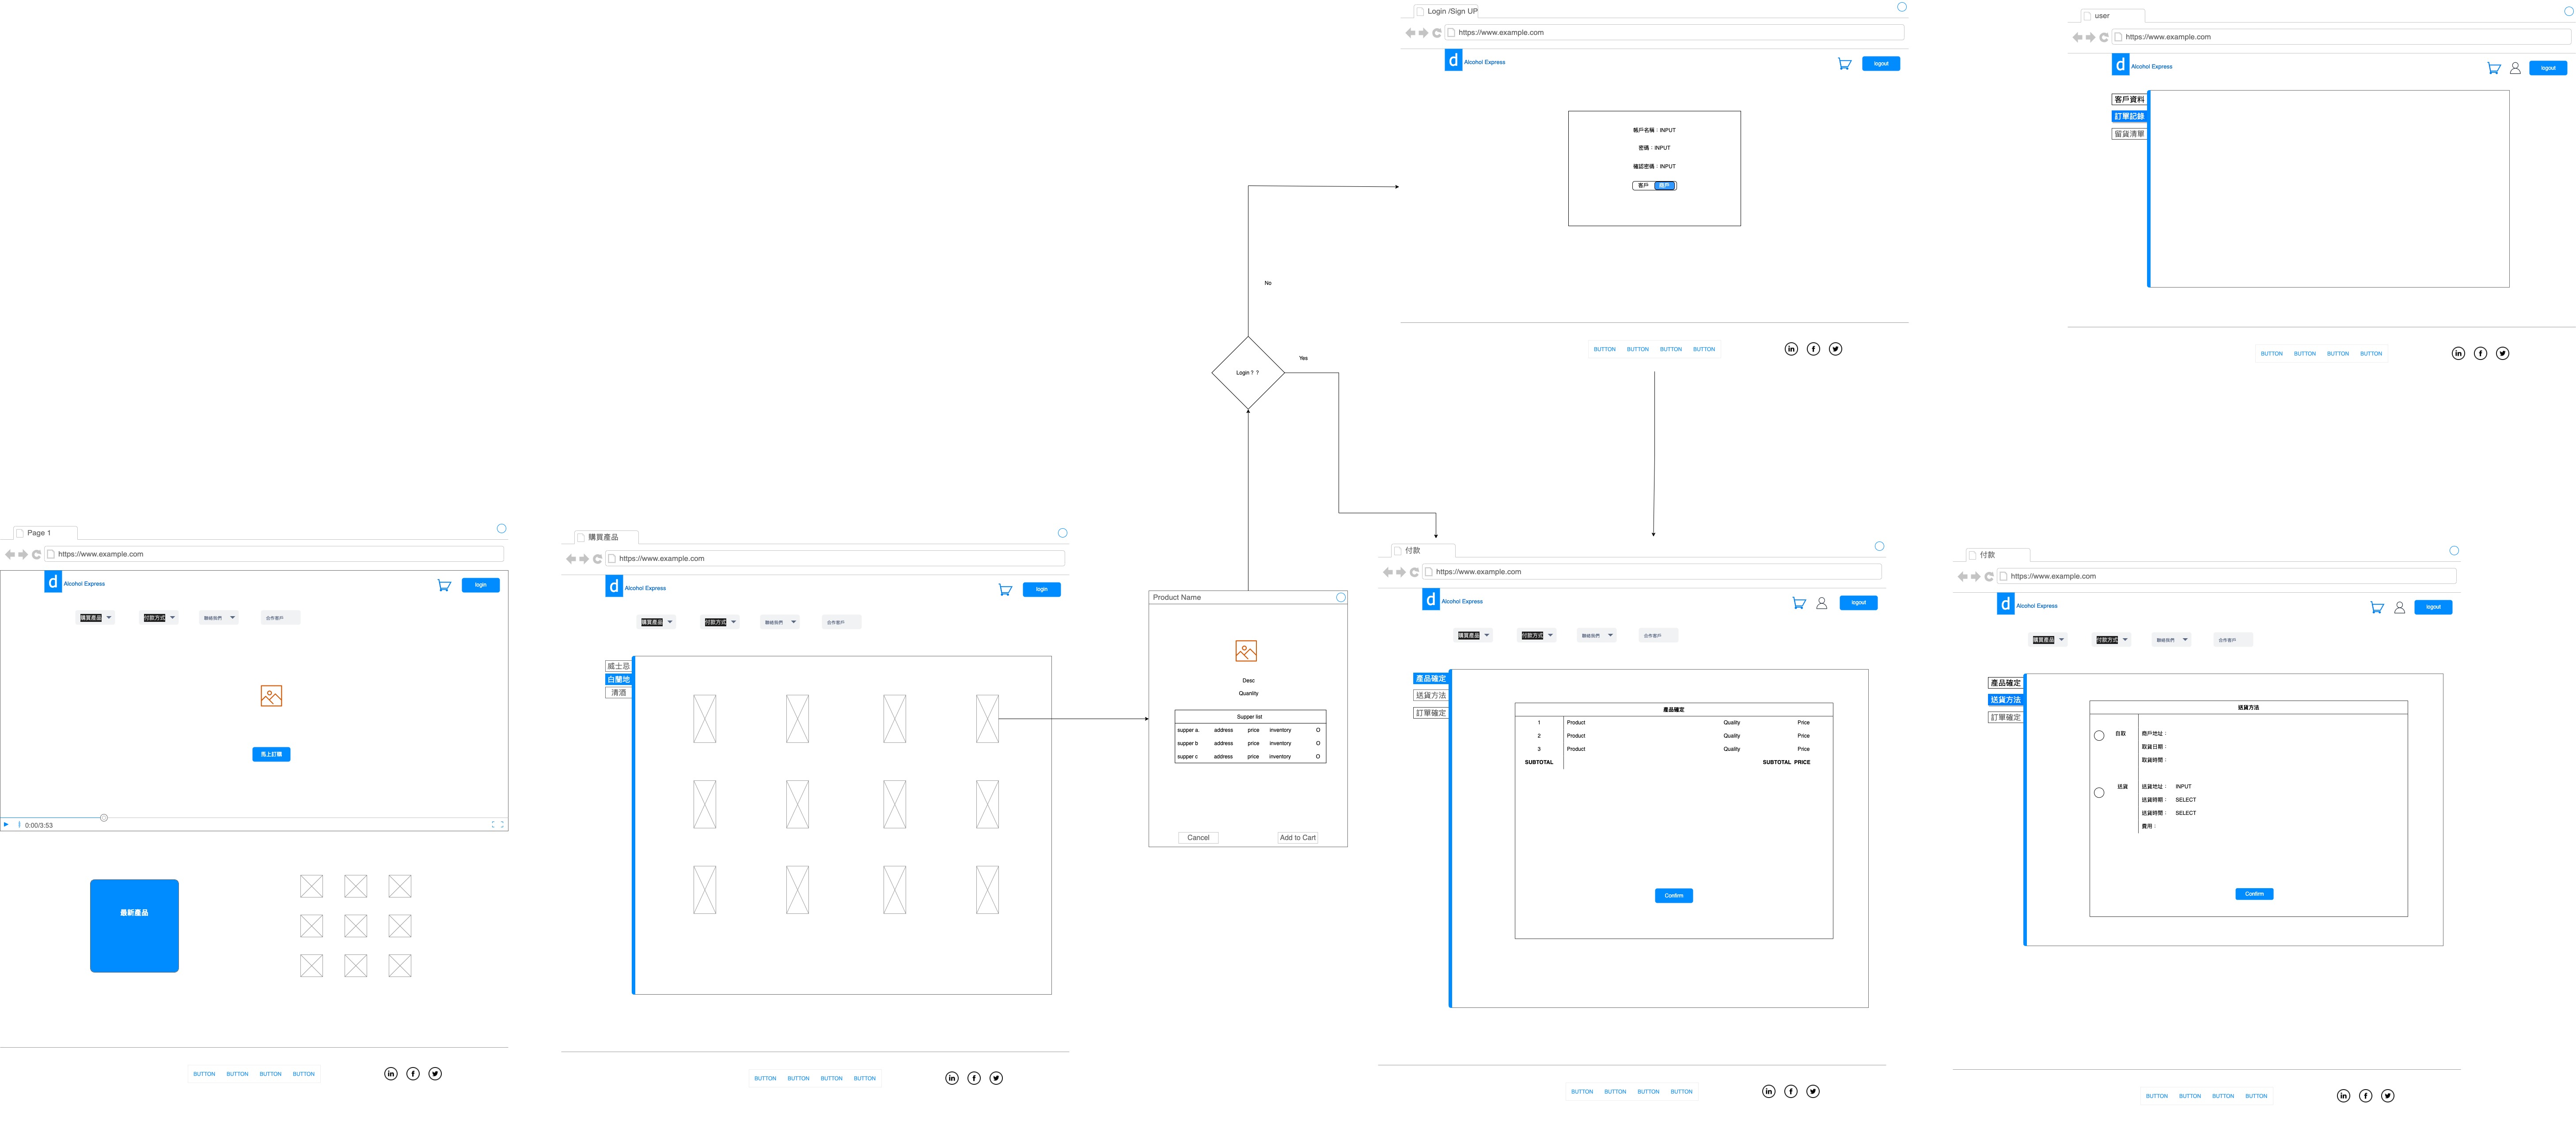 Login /Sign UP
https://www.example.com
d Alcohol Express
logout
帳戶名稱：INPUT
密碼：INPUT
確認密碼：INPUT
客戶 商戶
BUTTON BUTTON BUTTON BUTTON
user
https://www.example.com
d Alcohol Express
logout
客戶資料
訂單記錄
留貨清單
BUTTON BUTTON BUTTON BUTTON
No
Yes
Login？？
Page 1
https://www.example.com
d Alcohol Express
login
購買產品 付款方式 聯絡我們 合作客戶
馬上訂購
0:00/3:53
最新產品
BUTTON BUTTON BUTTON BUTTON
購買產品
https://www.example.com
d Alcohol Express
login
購買產品 付款方式 聯絡我們 合作客戶
威士忌
白蘭地
清酒
BUTTON BUTTON BUTTON BUTTON
Product Name
Desc
Quanlity
Supper list
supper a. address price inventory O
supper b address price inventory O
supper c address price inventory O
Cancel Add to Cart
付款
https://www.example.com
d Alcohol Express
logout
購買產品 付款方式 聯絡我們 合作客戶
產品確定
送貨方法
訂單確定
產品確定
1 Product Quality Price
2 Product Quality Price
3 Product Quality Price
SUBTOTAL SUBTOTAL PRICE
Confirm
BUTTON BUTTON BUTTON BUTTON
付款
https://www.example.com
d Alcohol Express
logout
購買產品 付款方式 聯絡我們 合作客戶
產品確定
送貨方法
訂單確定
送貨方法
自取 商戶地址：
取貨日期：
取貨時間：
送貨 送貨地址： INPUT
送貨時期： SELECT
送貨時間： SELECT
費用：
Confirm
BUTTON BUTTON BUTTON BUTTON